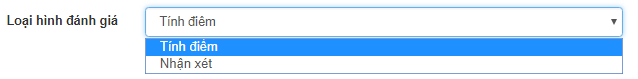 Loại hình đánh giá Tính điểm
Tính điểm
Nhận xét